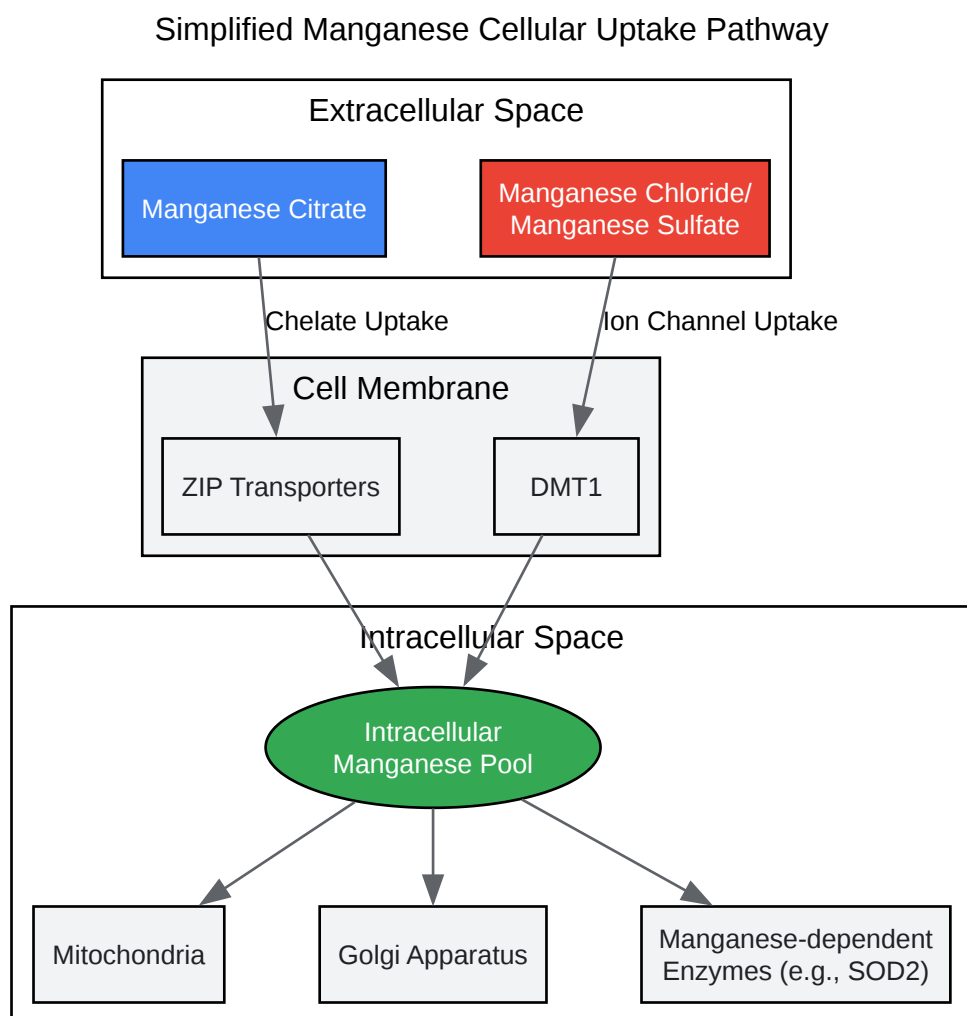 Simplified Manganese Cellular Uptake Pathway
Extracellular Space
Manganese Citrate
Manganese Chloride/
Manganese Sulfate
Chelate Uptake
Ion Channel Uptake
Cell Membrane
ZIP Transporters
DMT1
Intracellular Space
Intracellular
Manganese Pool
Mitochondria
Golgi Apparatus
Manganese-dependent
Enzymes (e.g., SOD2)